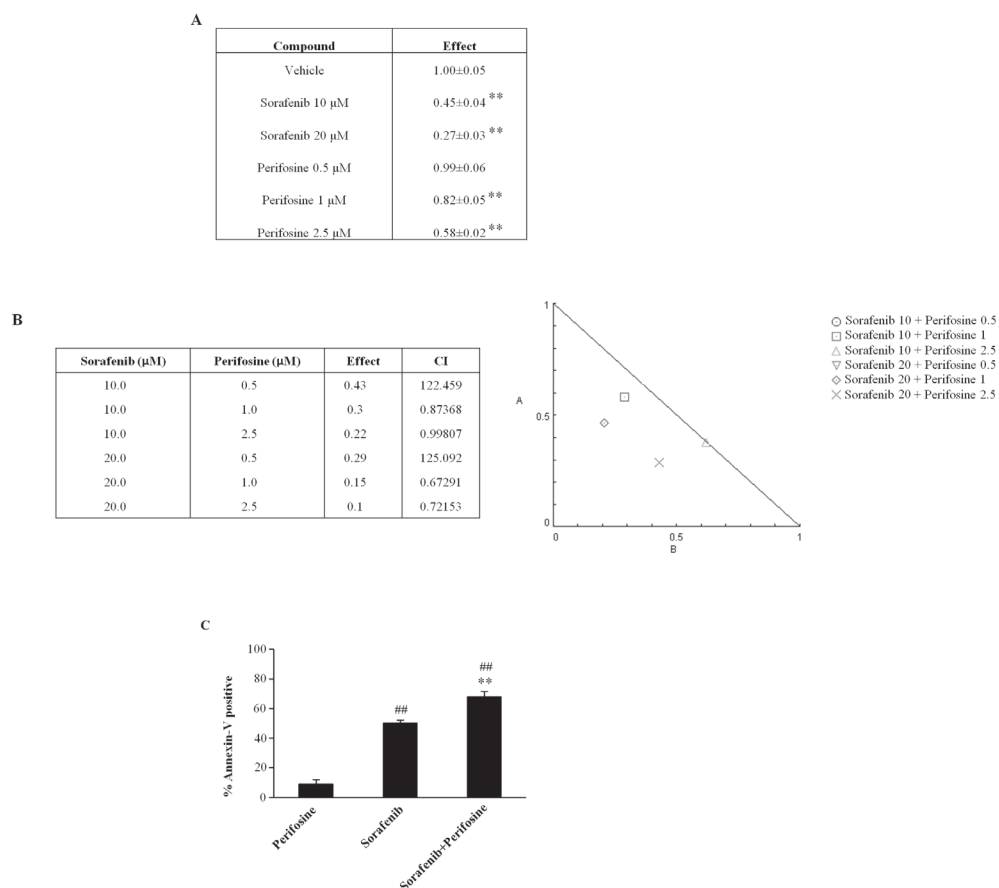 A
Compound Effect
Vehicle 1.00±0.05
Sorafenib 10 µM 0.45±0.04 **
Sorafenib 20 µM 0.27±0.03 **
Perifosine 0.5 µM 0.99±0.06
Perifosine 1 µM 0.82±0.05 **
Perifosine 2.5 µM 0.58±0.02 **
B
Sorafenib (µM) Perifosine (µM) Effect CI
10.0 0.5 0.43 122.459
10.0 1.0 0.3 0.87368
10.0 2.5 0.22 0.99807
20.0 0.5 0.29 125.092
20.0 1.0 0.15 0.67291
20.0 2.5 0.1 0.72153
1
A
0.5
0
0 0.5 1
B
Sorafenib 10 + Perifosine 0.5
Sorafenib 10 + Perifosine 1
Sorafenib 10 + Perifosine 2.5
Sorafenib 20 + Perifosine 0.5
Sorafenib 20 + Perifosine 1
Sorafenib 20 + Perifosine 2.5
C
% Annexin-V positive
100
80
60
40
20
0
##
##
**
Perifosine
Sorafenib
Sorafenib+Perifosine